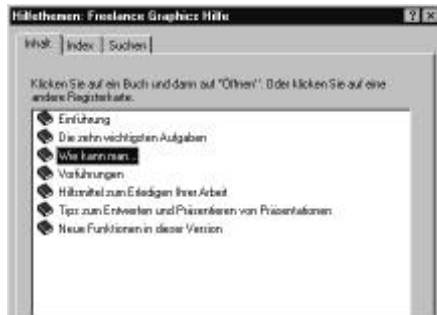 Hilfethemen: Freelance Graphics Hilfe
Inhalt Index Suchen
Klicken Sie auf ein Buch und dann auf "Öffnen". Oder klicken Sie auf eine
andere Registerkarte.
Einführung
Die zehn wichtigsten Aufgaben
Wie kann man...
Vorführungen
Hilfsmittel zum Erledigen Ihrer Arbeit
Tips zum Entwerfen und Präsentieren von Präsentationen
Neue Funktionen in dieser Version